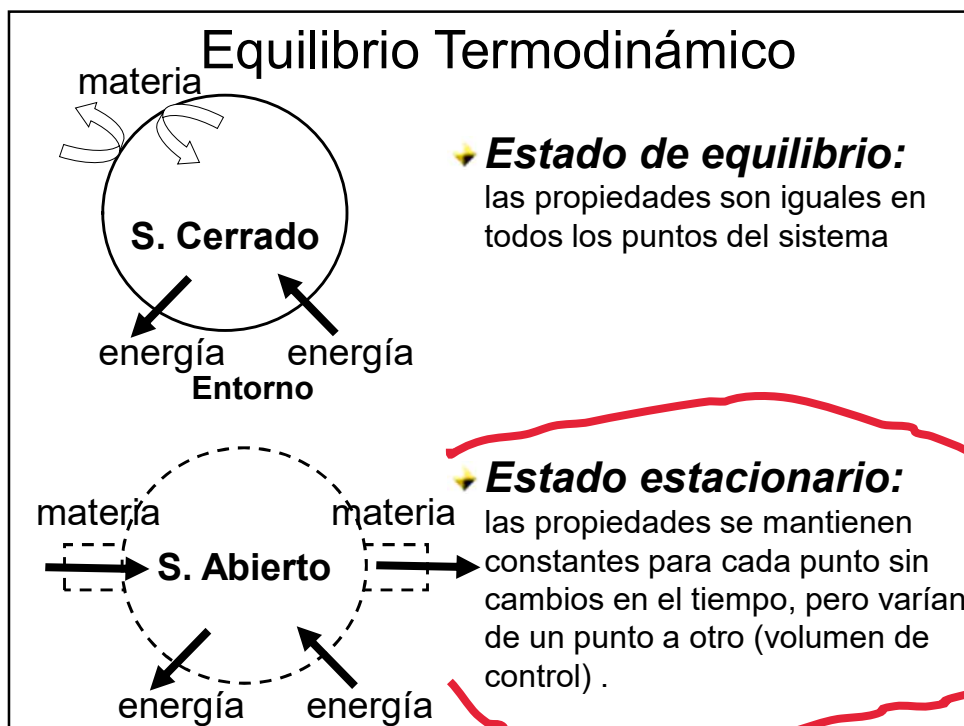 Equilibrio Termodinámico
materia
S. Cerrado
energía energía
Entorno
Estado de equilibrio:
las propiedades son iguales en
todos los puntos del sistema
materia materia
S. Abierto
energía energía
Estado estacionario:
las propiedades se mantienen
constantes para cada punto sin
cambios en el tiempo, pero varían
de un punto a otro (volumen de
control) .